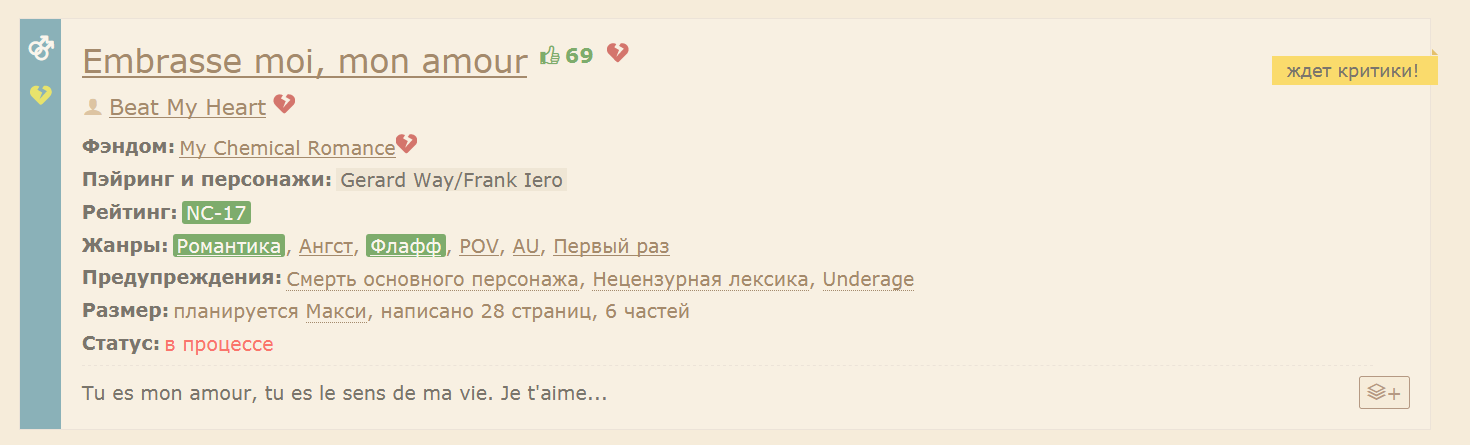 Embrasse moi, mon amour 69
ждет критики!
Beat My Heart
Фэндом: My Chemical Romance
Пэйринг и персонажи: Gerard Way/Frank Iero
Рейтинг: NC-17
Жанры: Романтика, Ангст, Флафф, POV, AU, Первый раз
Предупреждения: Смерть основного персонажа, Нецензурная лексика, Underage
Размер: планируется Макси, написано 28 страниц, 6 частей
Статус: в процессе
Tu es mon amour, tu es le sens de ma vie. Je t'aime...
+